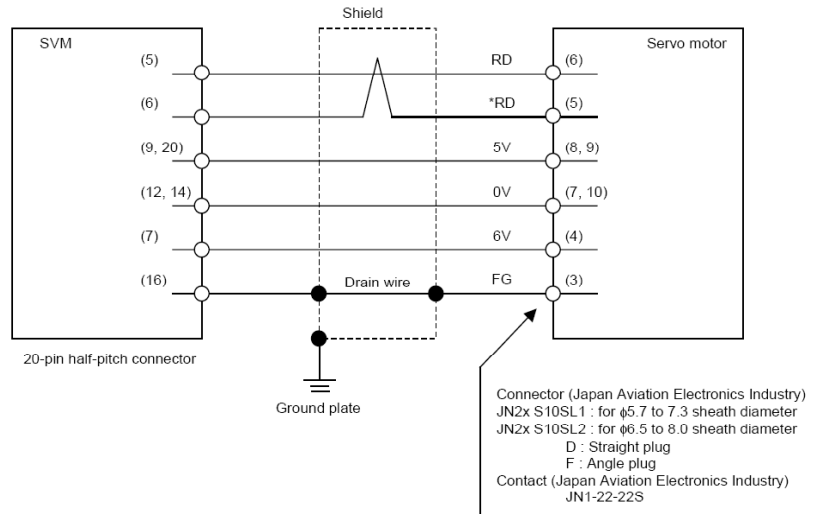 Shield
SVM
Servo motor
(5) RD (6)
(6) *RD (5)
(9, 20) 5V (8, 9)
(12, 14) 0V (7, 10)
(7) 6V (4)
(16) Drain wire FG (3)
20-pin half-pitch connector
Ground plate
Connector (Japan Aviation Electronics Industry)
JN2x S10SL1 : for ϕ5.7 to 7.3 sheath diameter
JN2x S10SL2 : for ϕ6.5 to 8.0 sheath diameter
D : Straight plug
F : Angle plug
Contact (Japan Aviation Electronics Industry)
JN1-22-22S